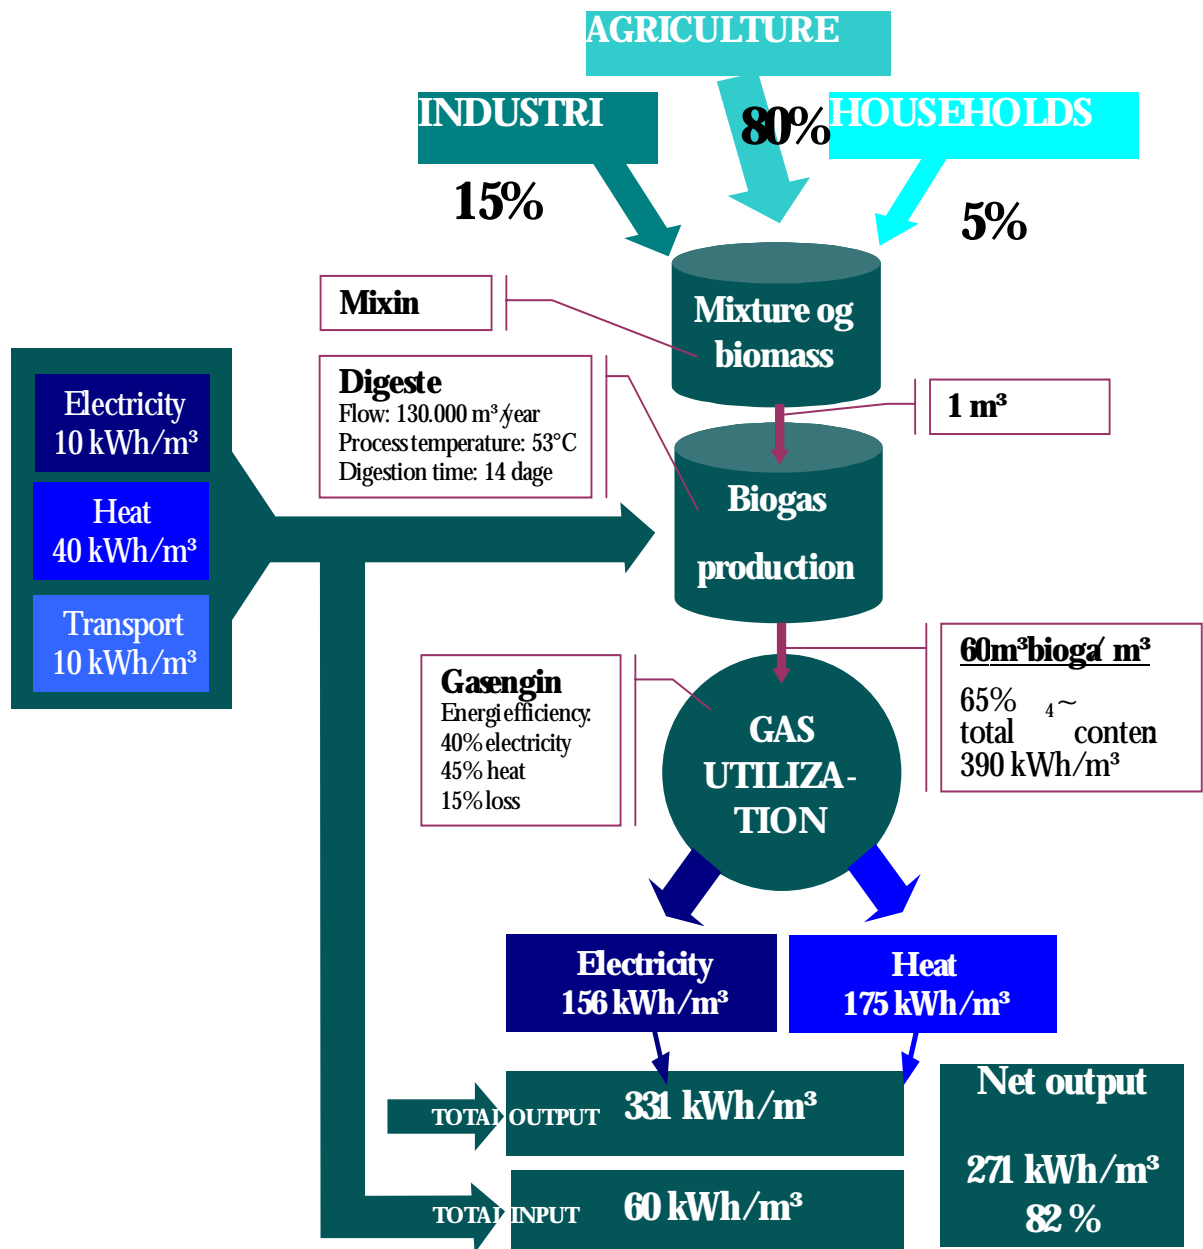 AGRICULTURE
INDUSTRI
80%
HOUSEHOLDS
15%
5%
Mixin
Mixture og
biomass
Digeste
Flow: 130.000 m³/year
Process temperature: 53°C
Digestion time: 14 dage
1 m³
Electricity
10 kWh/m³
Heat
40 kWh/m³
Transport
10 kWh/m³
Biogas
production
Gasengin
Energi efficiency:
40% electricity
45% heat
15% loss
60m³bioga/ m³
65% 4 ~
total conten
390 kWh/m³
GAS
UTILIZA-
TION
Electricity
156 kWh/m³
Heat
175 kWh/m³
TOTAL OUTPUT 331 kWh/m³
TOTAL INPUT 60 kWh/m³
Net output
271 kWh/m³
82 %